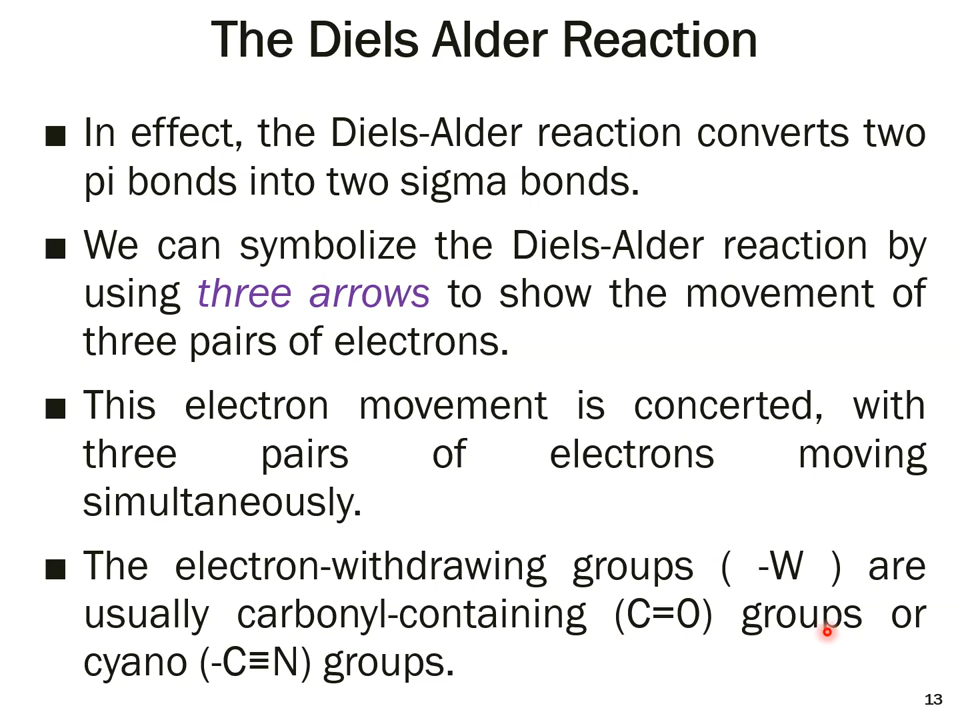 The Diels Alder Reaction
■ In effect, the Diels-Alder reaction converts two
pi bonds into two sigma bonds.
■ We can symbolize the Diels-Alder reaction by
using three arrows to show the movement of
three pairs of electrons.
■ This electron movement is concerted, with
three pairs of electrons moving
simultaneously.
■ The electron-withdrawing groups ( -W ) are
usually carbonyl-containing (C=O) groups or
cyano (-C≡N) groups.
13